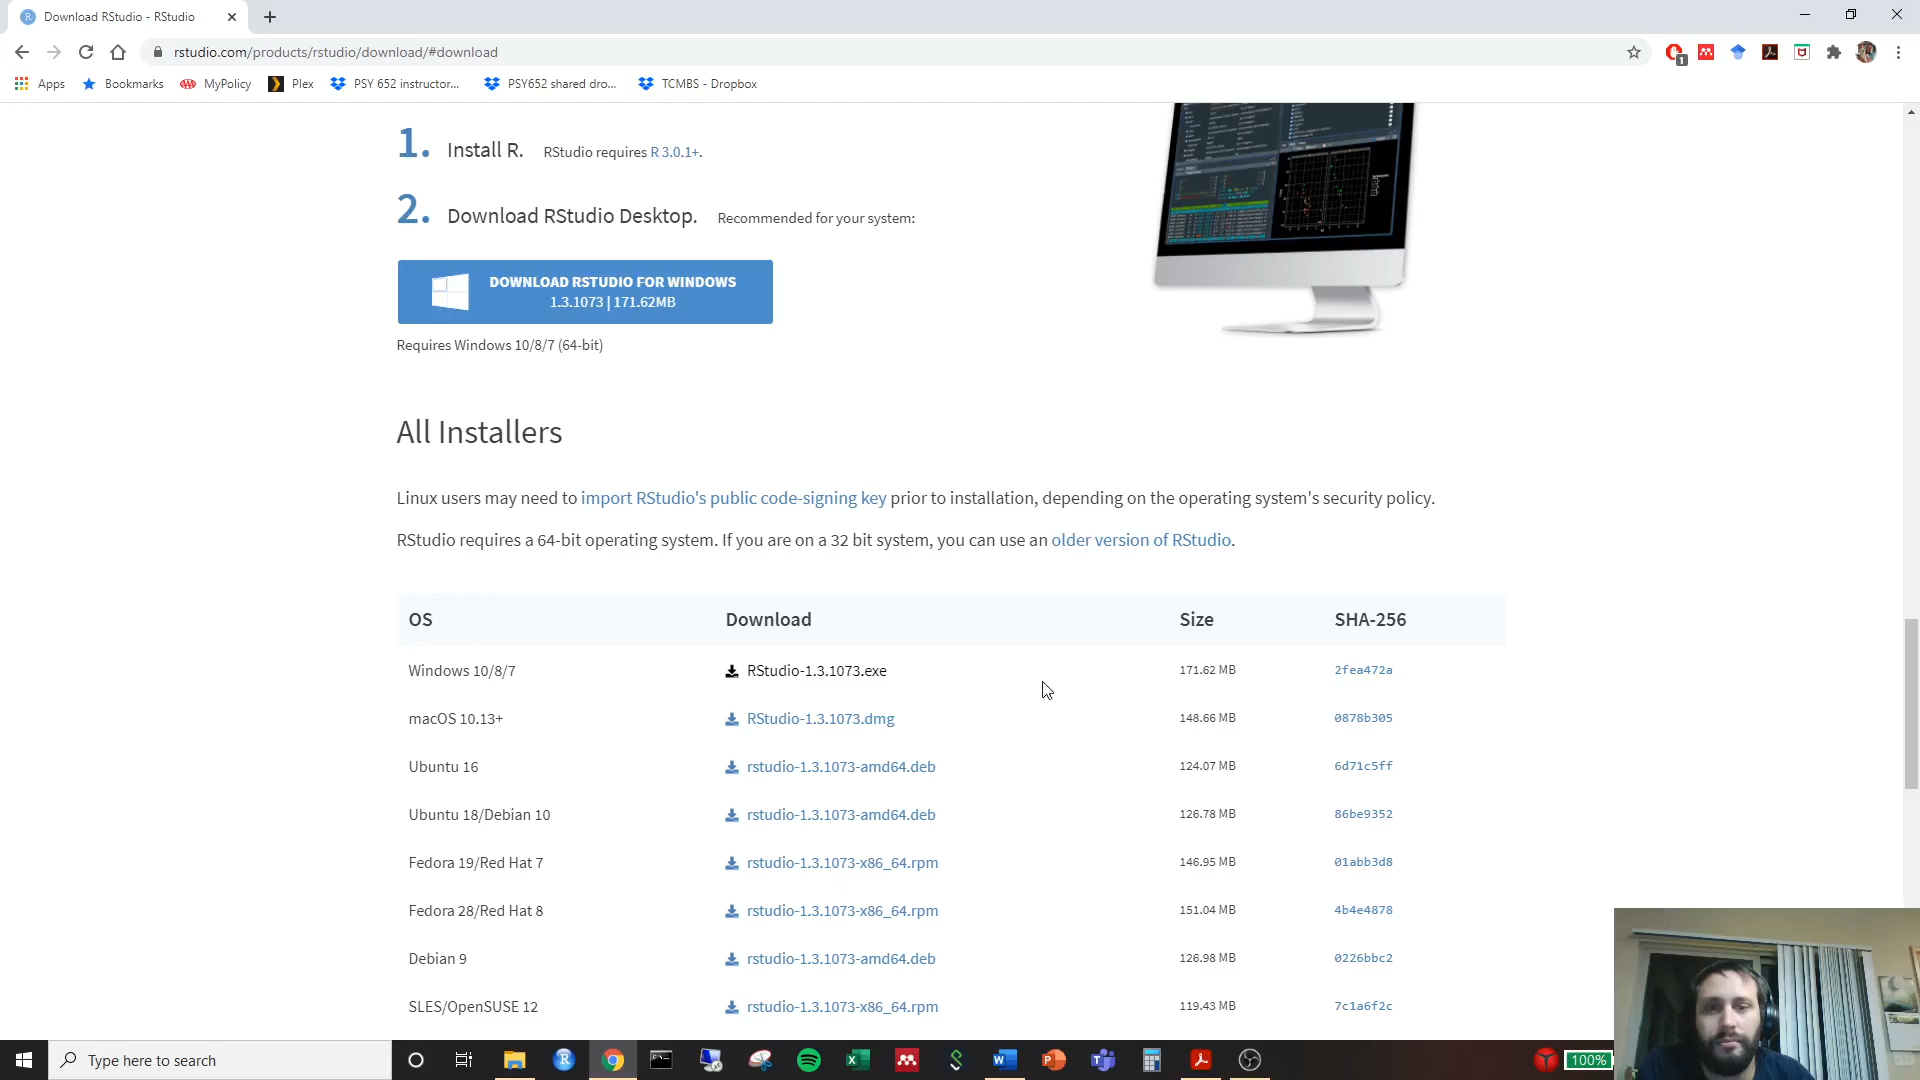 Download RStudio - RStudio
rstudio.com/products/rstudio/download/#download
1
Apps Bookmarks MyPolicy Plex PSY 652 instructor... PSY652 shared dro... TCMBS - Dropbox
1. Install R. RStudio requires R 3.0.1+.
2. Download RStudio Desktop. Recommended for your system:
DOWNLOAD RSTUDIO FOR WINDOWS
1.3.1073 | 171.62MB
Requires Windows 10/8/7 (64-bit)
All Installers
Linux users may need to import RStudio's public code-signing key prior to installation, depending on the operating system's security policy.
RStudio requires a 64-bit operating system. If you are on a 32 bit system, you can use an older version of RStudio.
OS Download Size SHA-256
Windows 10/8/7 RStudio-1.3.1073.exe 171.62 MB 2fea472a
macOS 10.13+ RStudio-1.3.1073.dmg 148.66 MB 0878b305
Ubuntu 16 rstudio-1.3.1073-amd64.deb 124.07 MB 6d71c5ff
Ubuntu 18/Debian 10 rstudio-1.3.1073-amd64.deb 126.78 MB 86be9352
Fedora 19/Red Hat 7 rstudio-1.3.1073-x86_64.rpm 146.95 MB 01abb3d8
Fedora 28/Red Hat 8 rstudio-1.3.1073-x86_64.rpm 151.04 MB 4b4e4878
Debian 9 rstudio-1.3.1073-amd64.deb 126.98 MB 0226bbc2
SLES/OpenSUSE 12 rstudio-1.3.1073-x86_64.rpm 119.43 MB 7c1a6f2c
Type here to search
100%